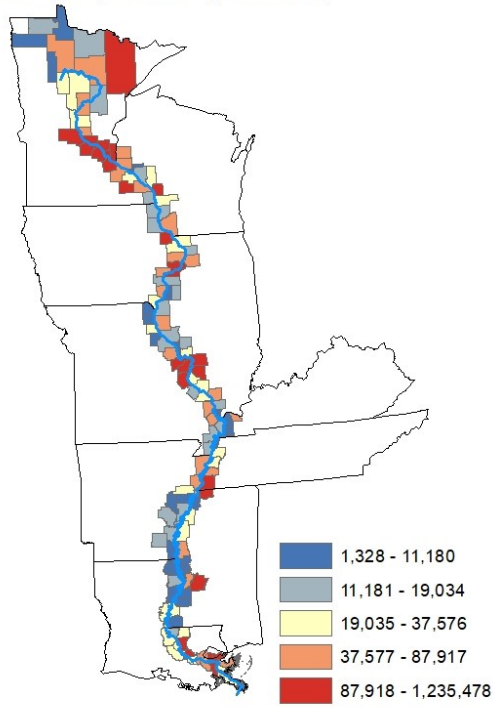 1,328 - 11,180
11,181 - 19,034
19,035 - 37,576
37,577 - 87,917
87,918 - 1,235,478